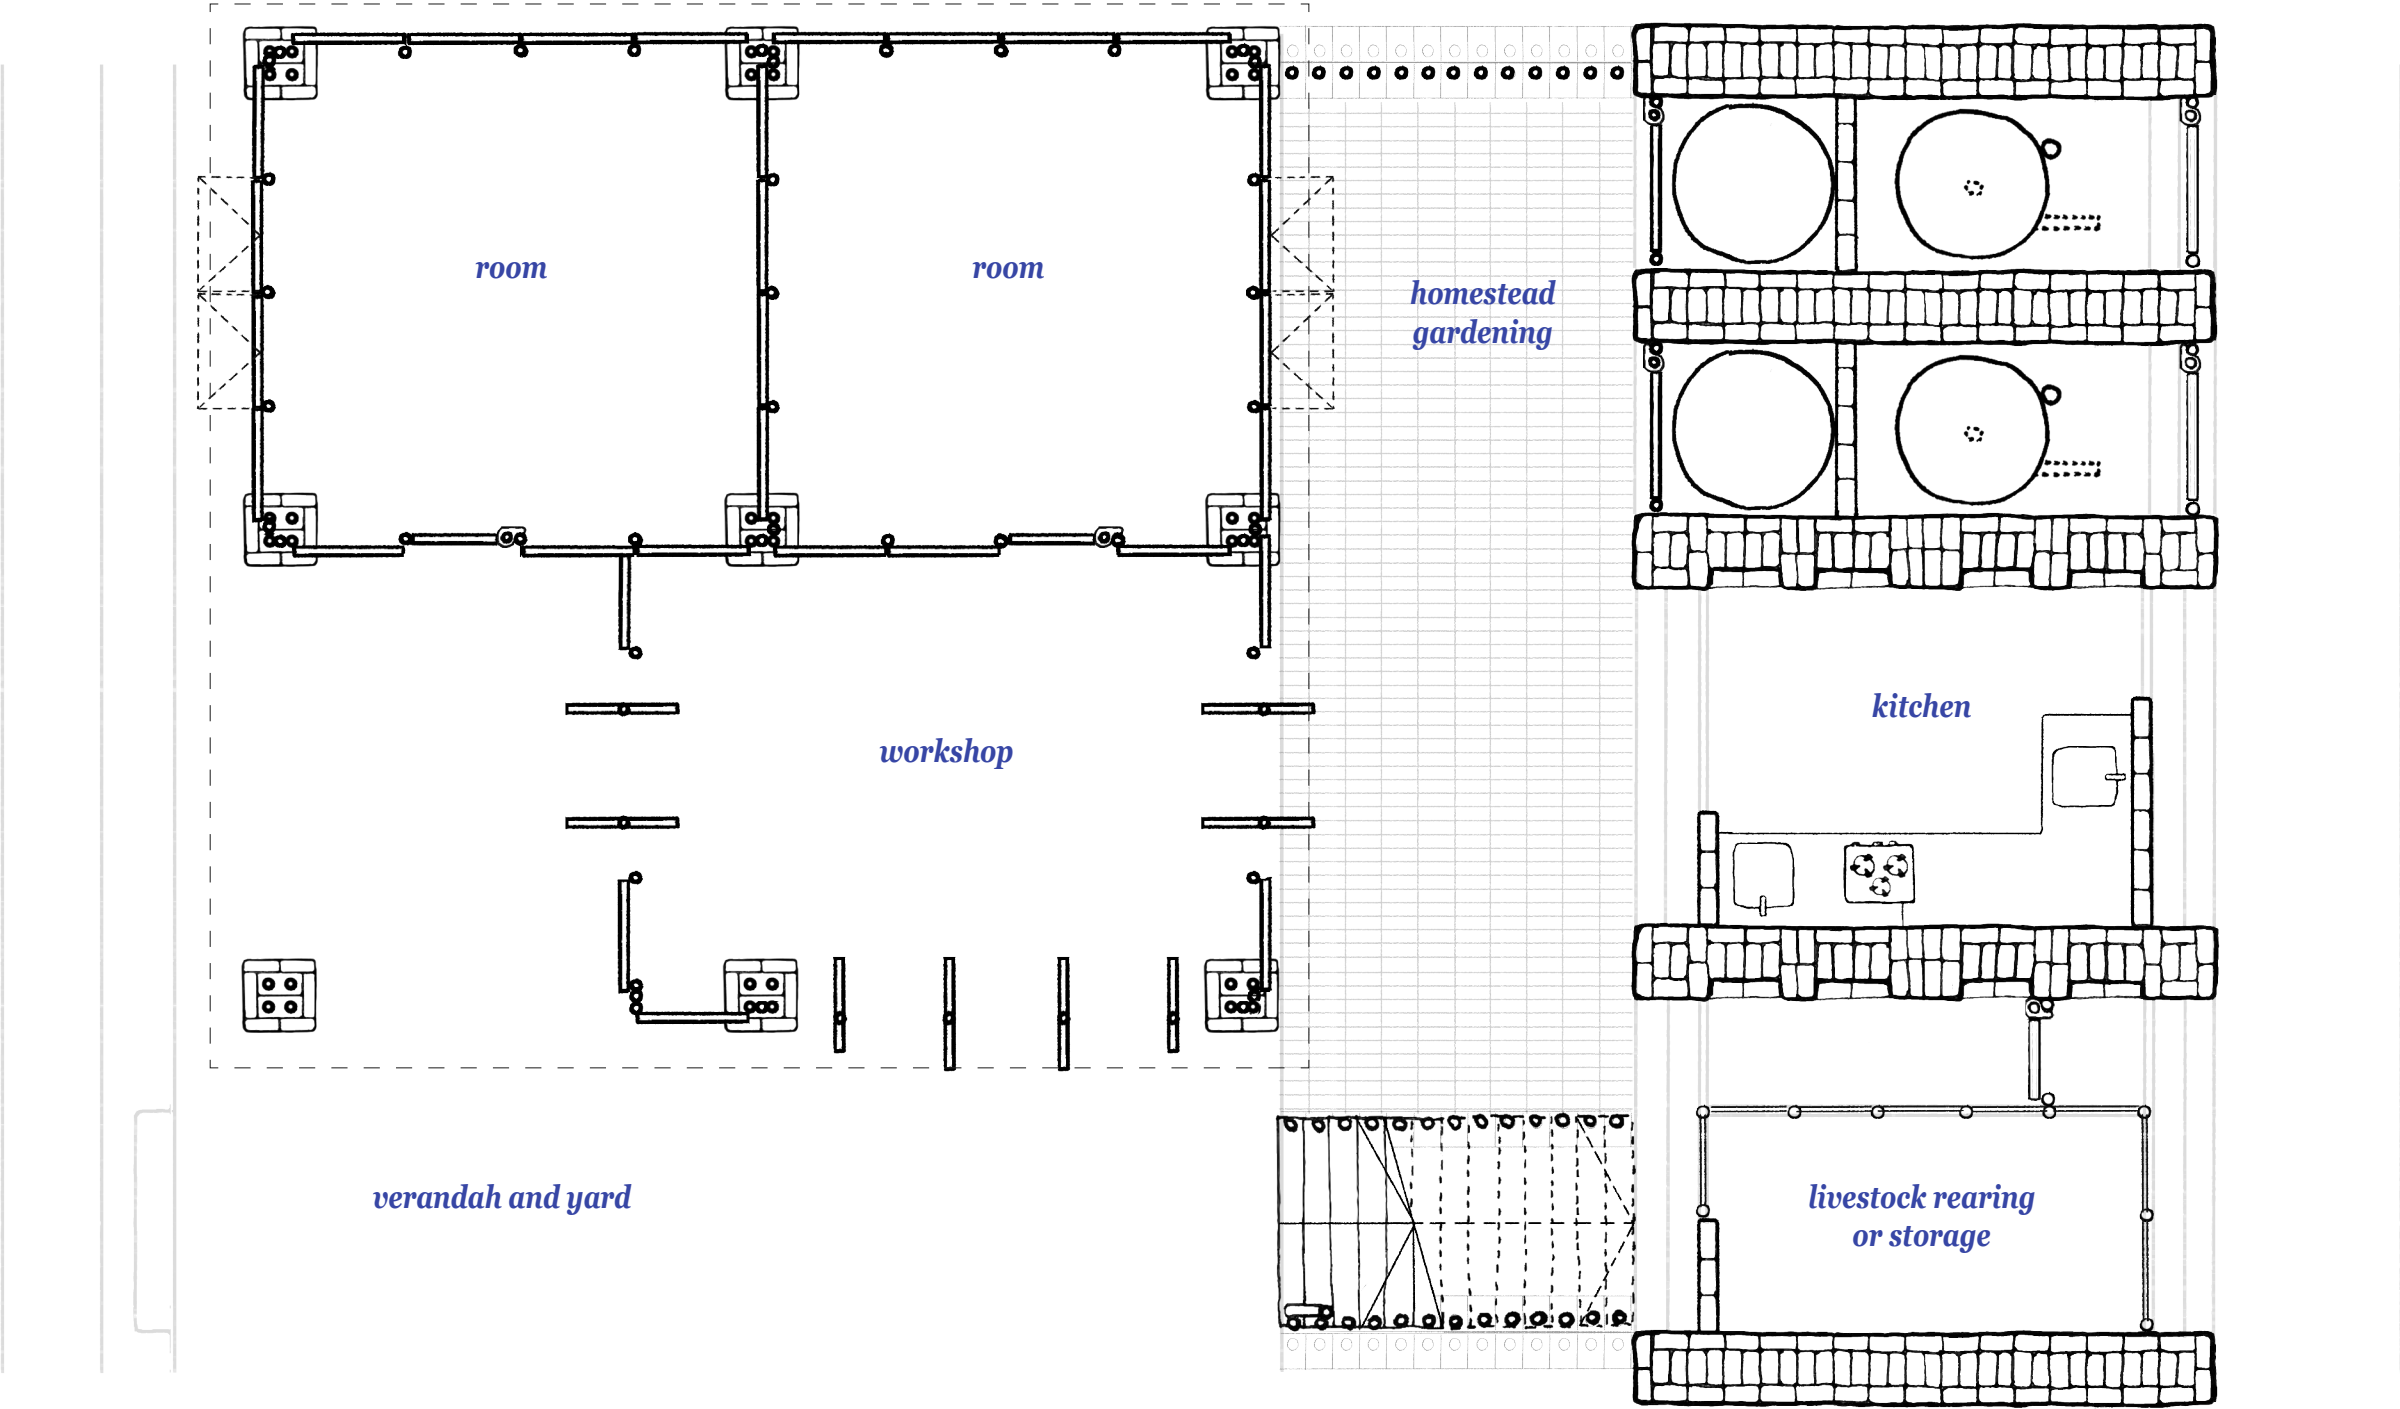 room
room
homestead
gardening
kitchen
workshop
verandah and yard
livestock rearing
or storage